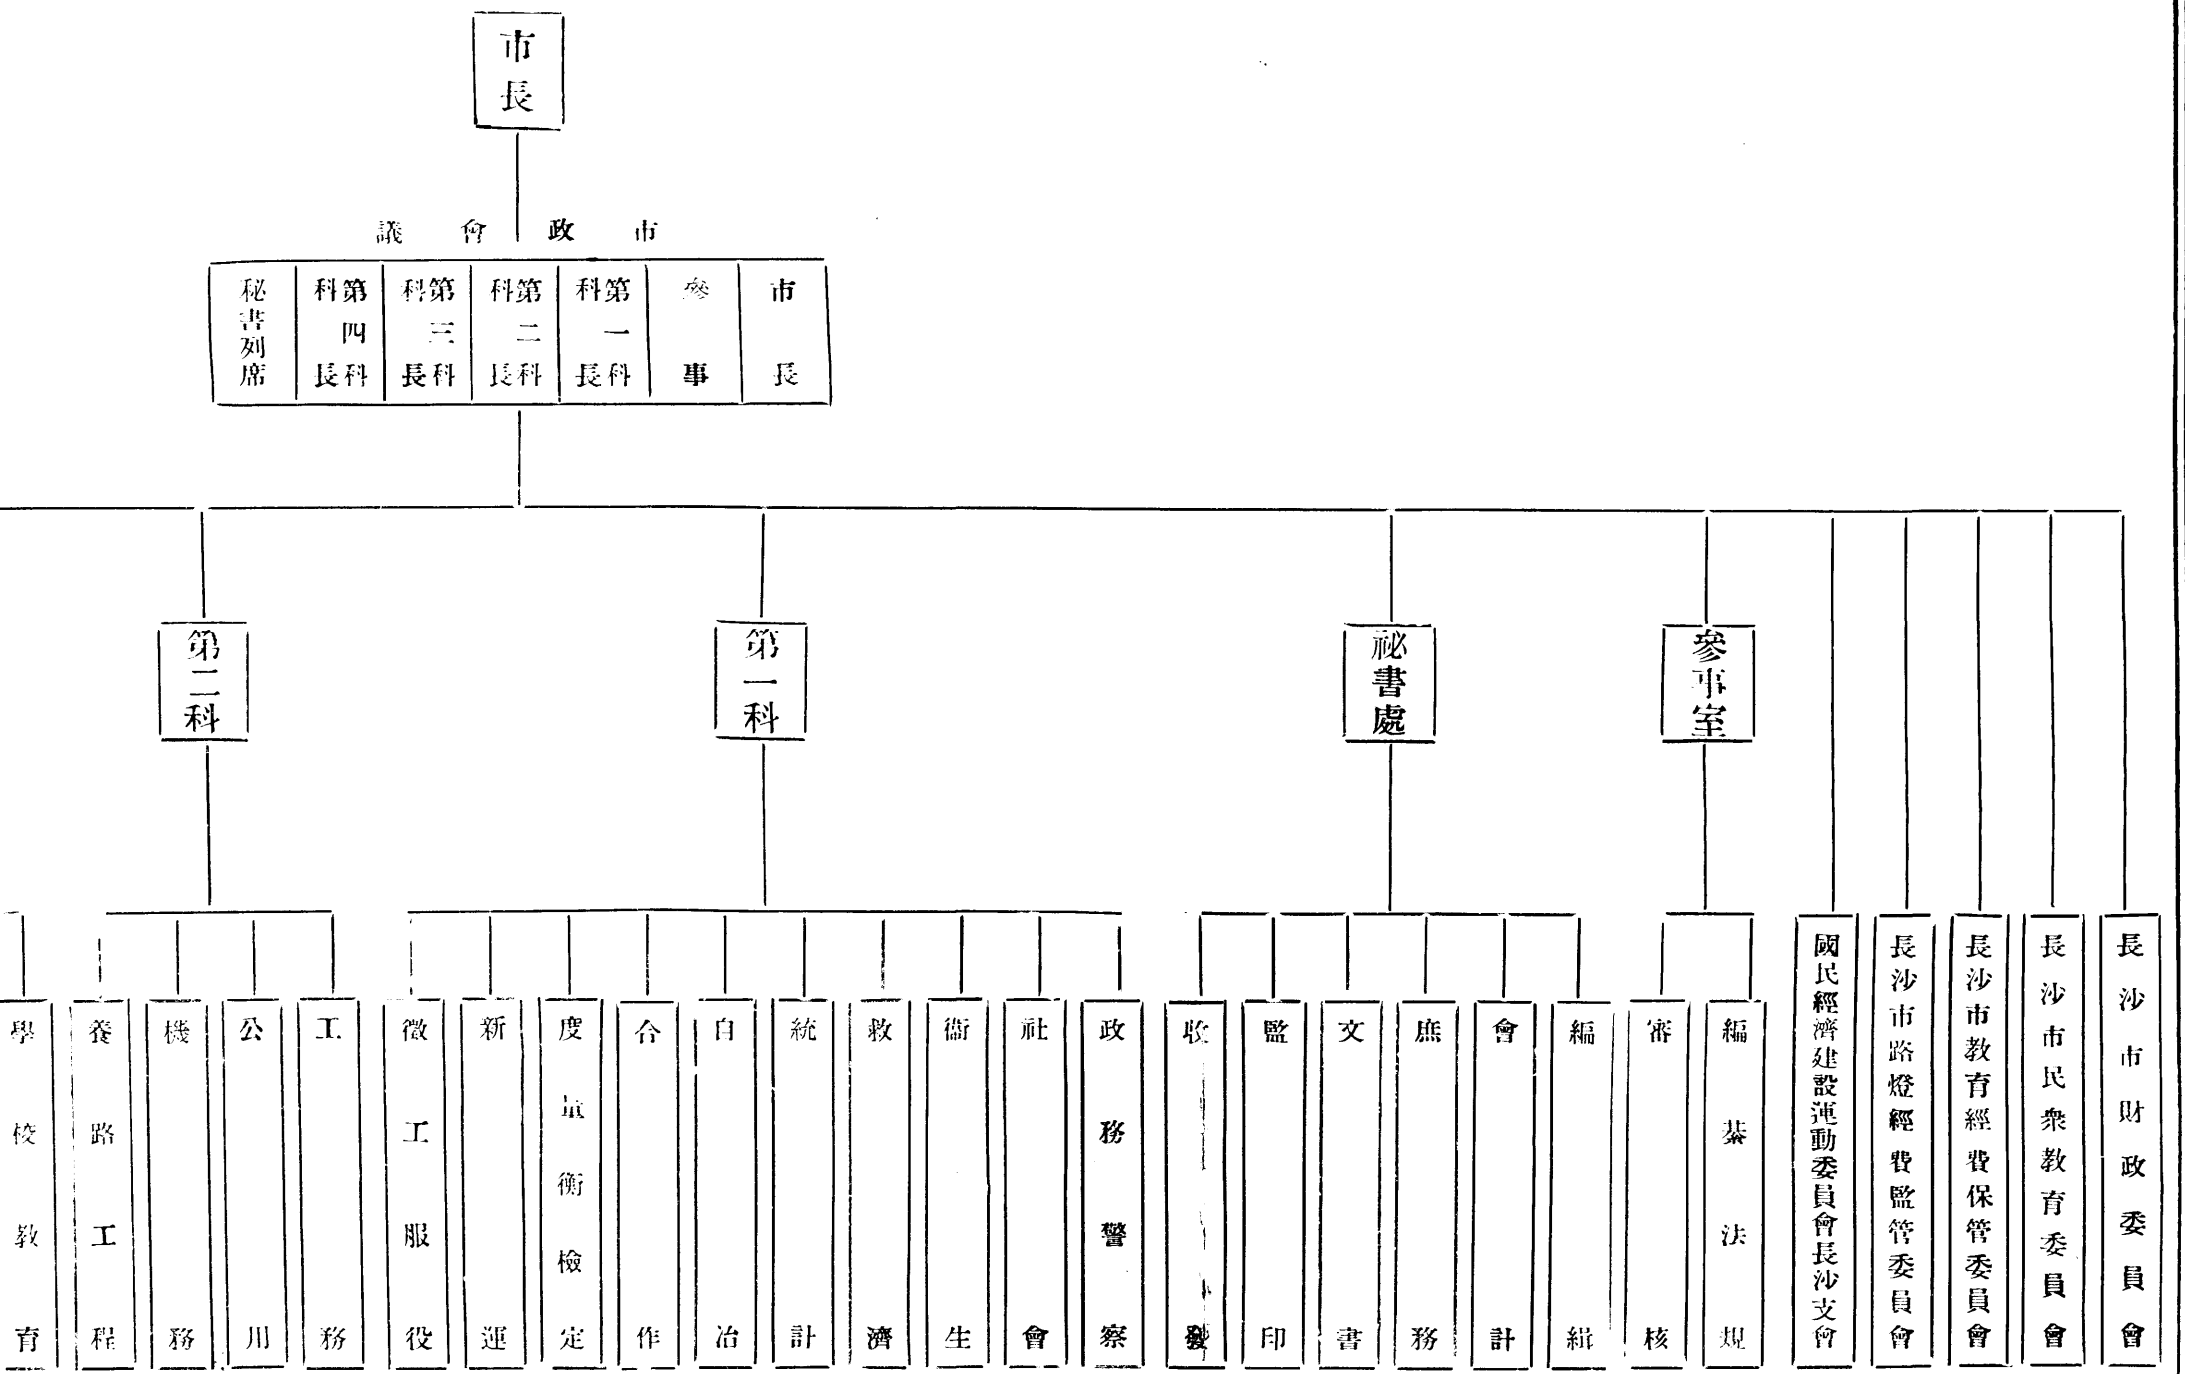 市長
市政會議
市長
參事
第一科科長
第二科科長
第三科科長
第四科科長
秘書列席
參事室
祕書處
第一科
第二科
長沙市財政委員會
長沙市民衆教育委員會
長沙市教育經費保管委員會
長沙市路燈經費監管委員會
國民經濟建設運動委員會長沙支會
編纂法規
審核
編緝
會計
庶務
文書
監印
收發
政務警察
社會
衞生
救濟
統計
自治
合作
度量衡檢定
新運
徵工服役
工務
公用
機務
養路工程
學校教育